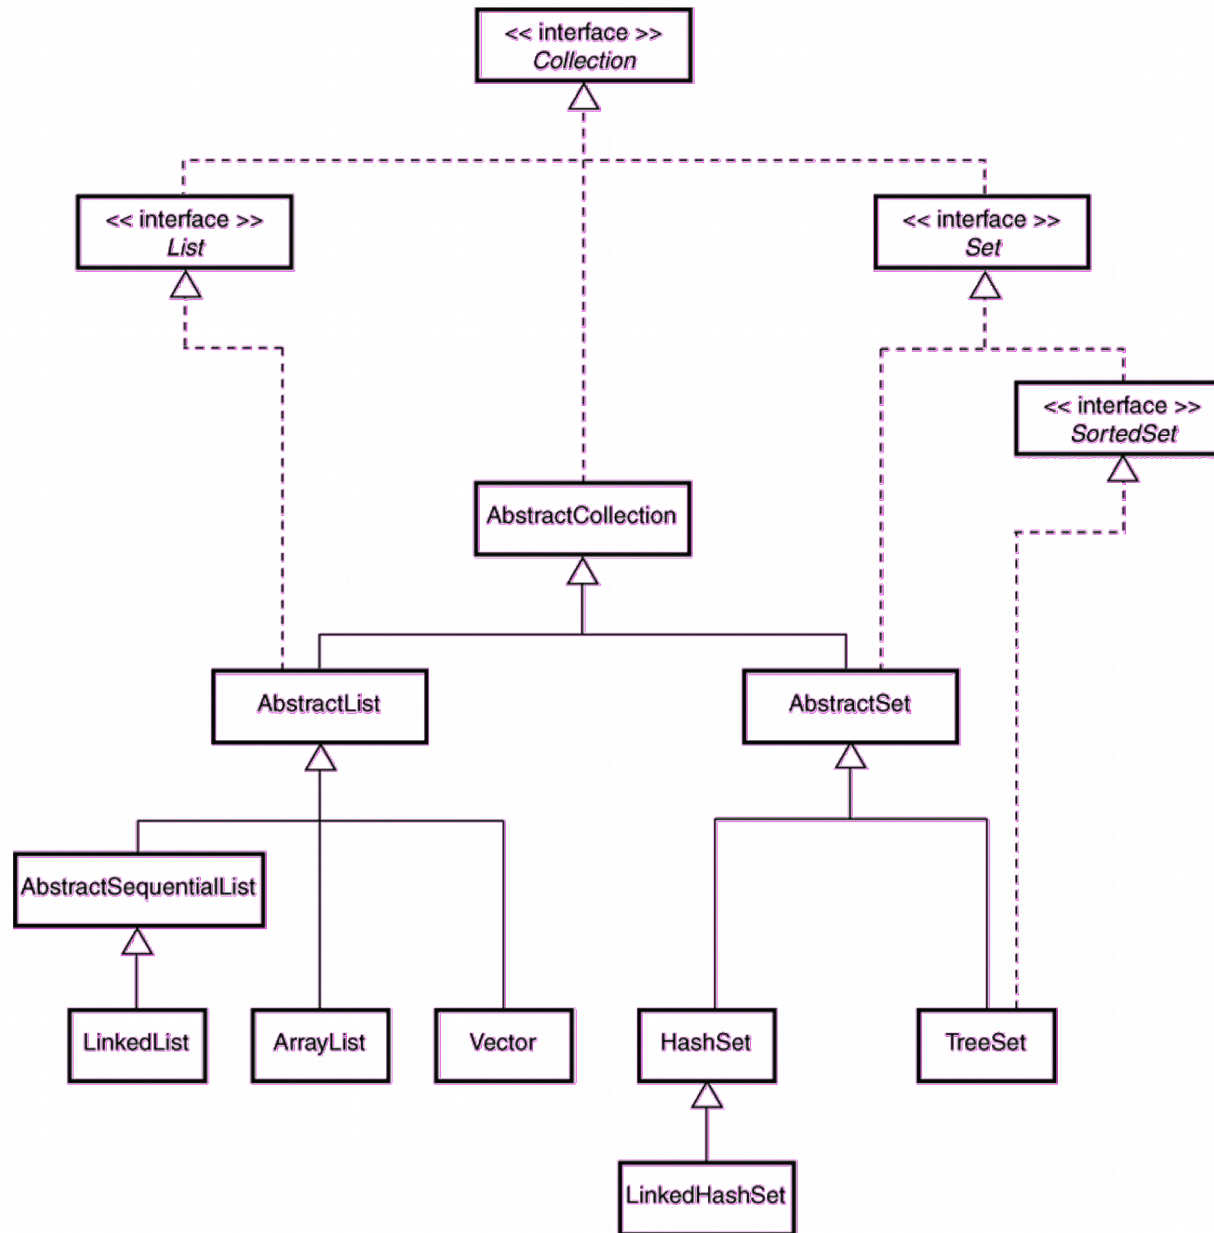 << interface >>
Collection
<< interface >>
List
<< interface >>
Set
<< interface >>
SortedSet
AbstractCollection
AbstractList
AbstractSet
AbstractSequentialList
LinkedList
ArrayList
Vector
HashSet
TreeSet
LinkedHashSet